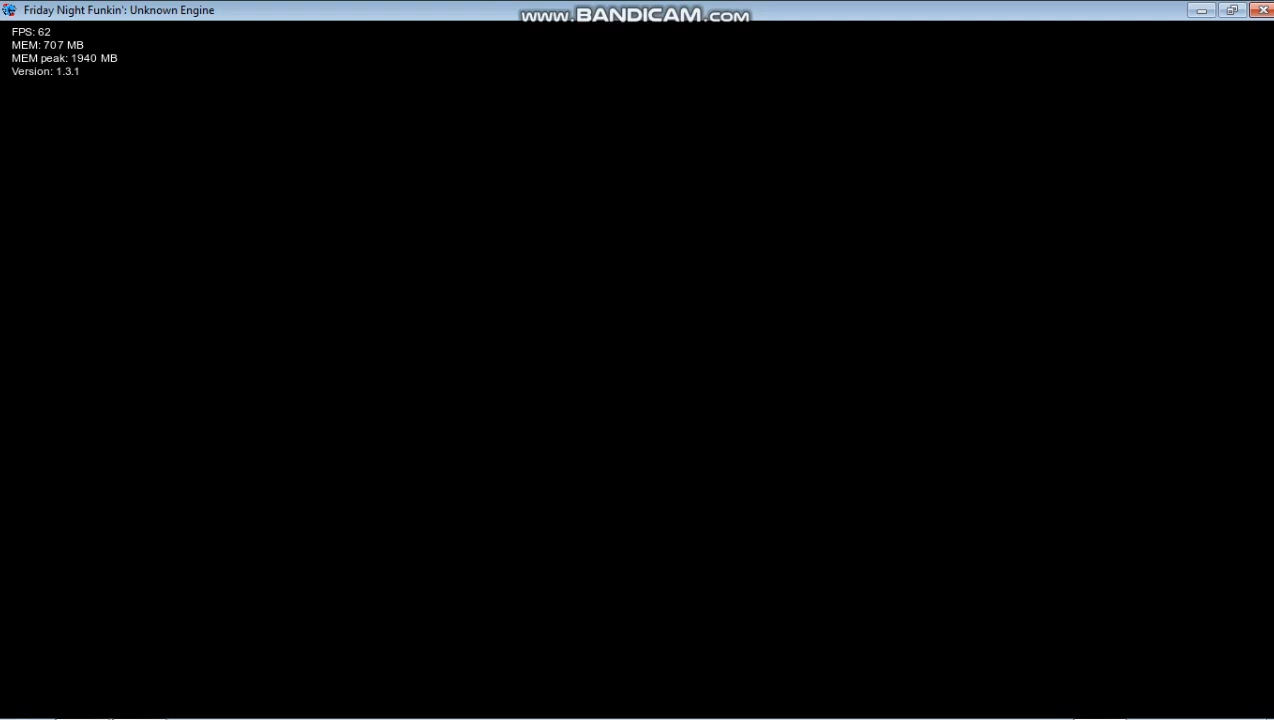 Friday Night Funkin': Unknown Engine
www.BANDICAM.COM
FPS: 62
MEM: 707 MB
MEM peak: 1940 MB
Version: 1.3.1